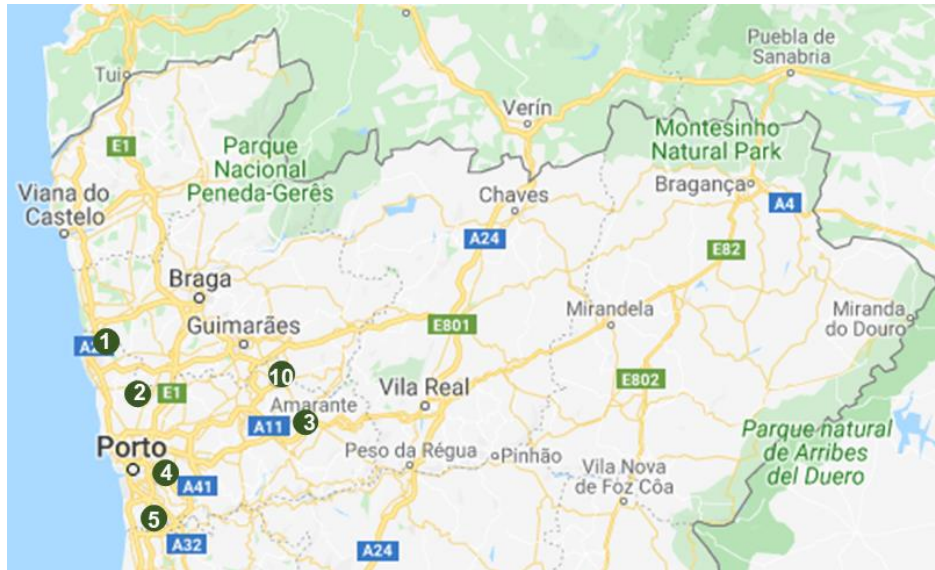 Puebla de
Sanabria
Tui
Verín
E1
Parque
Nacional
Peneda-Gerês
Montesinho
Natural Park
Viana do
Castelo
Chaves
Bragança
A4
A24
E82
Braga
Mirandela
Miranda
do Douro
Guimarães
E801
1
A2
10
E802
2
E1
Vila Real
Amarante
A11
3
Parque natural
de Arribes
del Duero
Porto
Peso da Régua
Pinhão
4
Vila Nova
de Foz Côa
A41
5
A32
A24